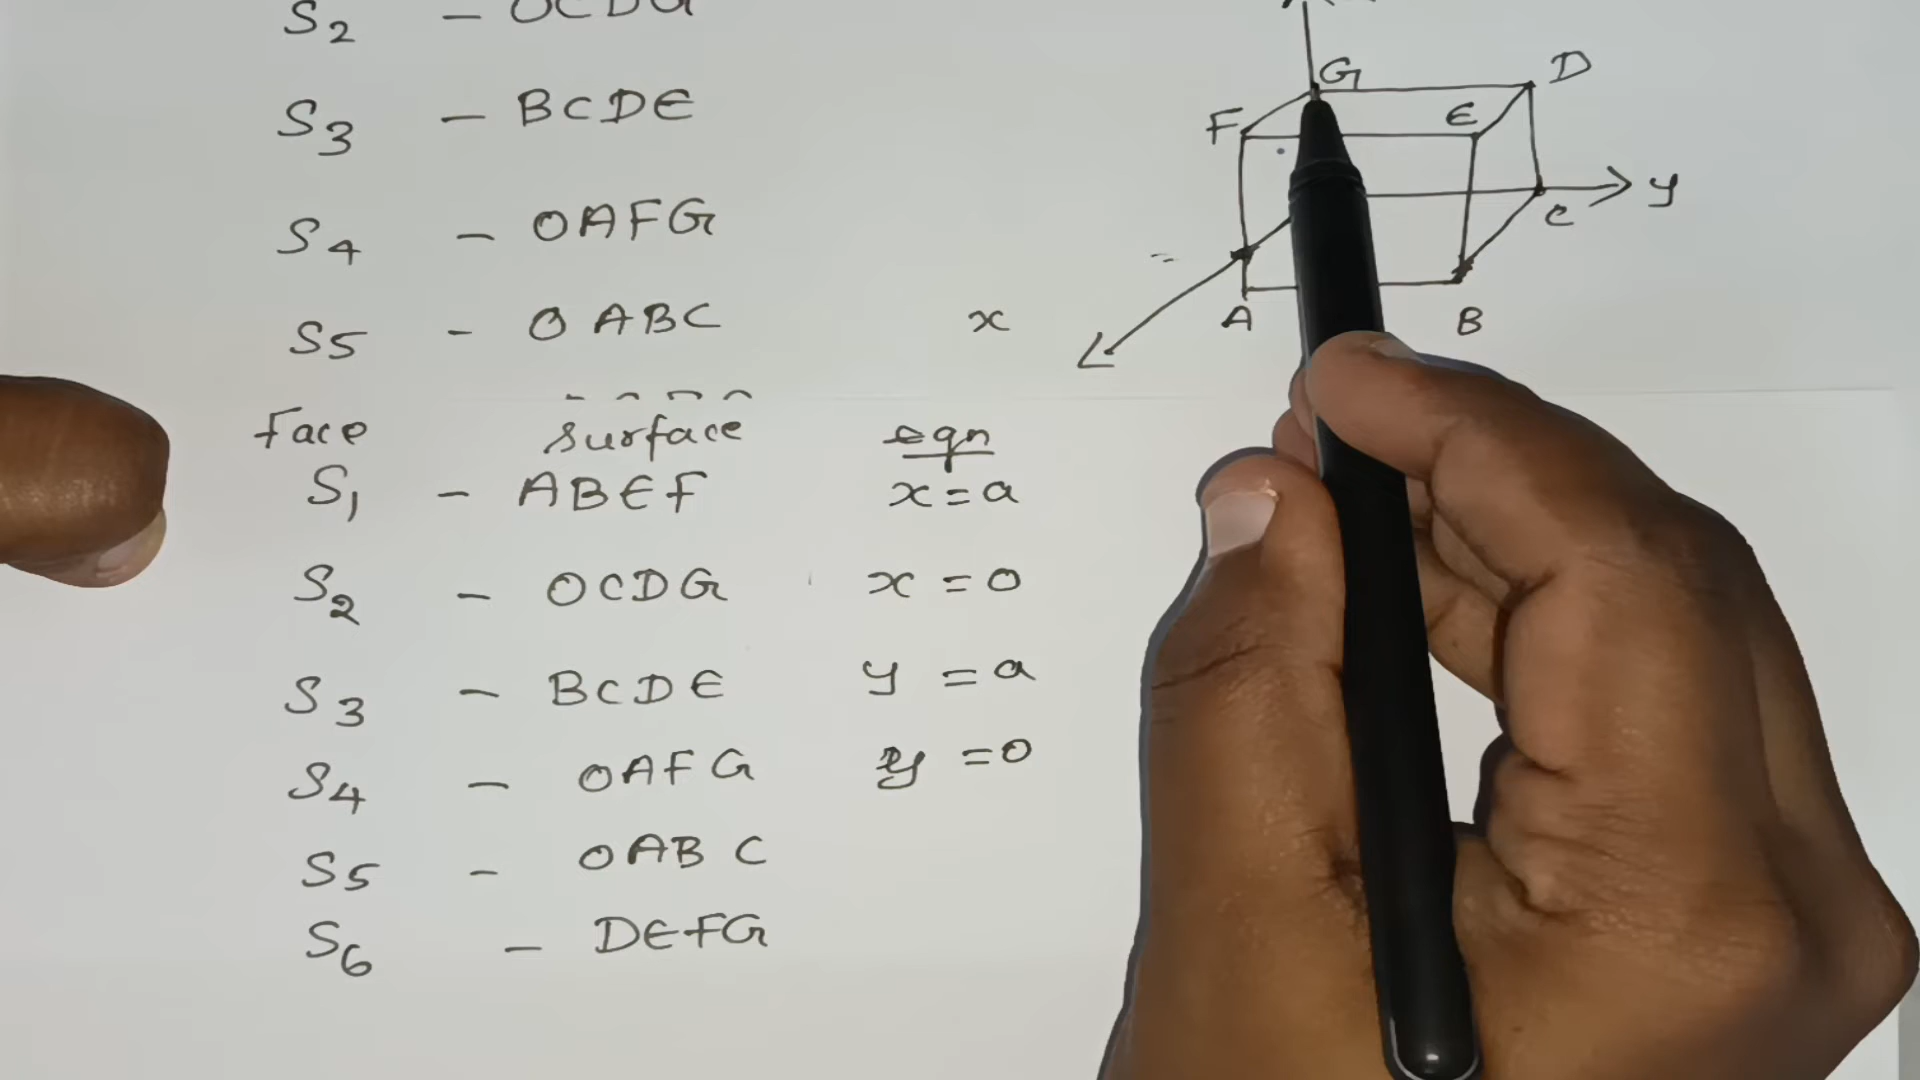 S2 - OCDG
S3 - BCDE
S4 - OAFG
S5 - OABC
G
D
F
E
y
C
x
A
B
Face surface eqn
S1 - ABEF x=a
S2 - OCDG x=0
S3 - BCDE y=a
S4 - OAFG y=0
S5 - OABC
S6 - DEFG